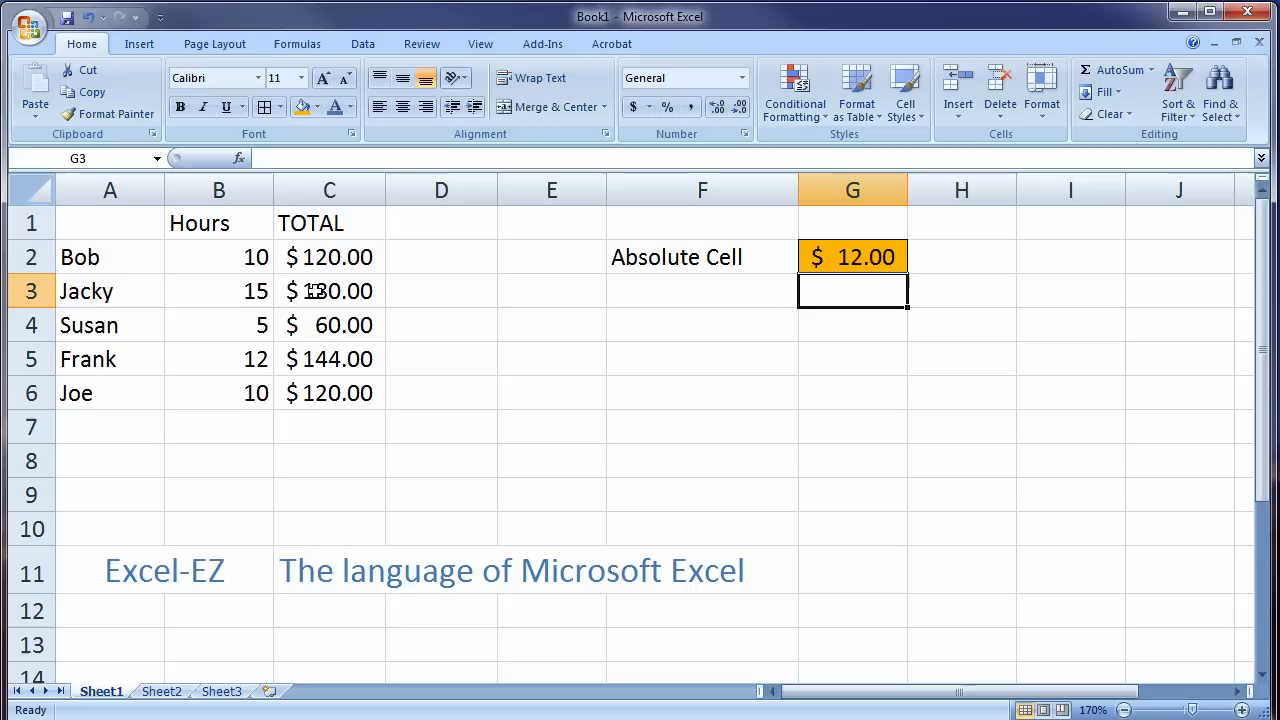 Book1 - Microsoft Excel
Home Insert Page Layout Formulas Data Review View Add-Ins Acrobat
Paste
Cut
Copy
Format Painter
Clipboard
Calibri 11
B I U
Font
Wrap Text
Merge & Center
Alignment
General
$ % ,
Number
Conditional Formatting
Format as Table
Cell Styles
Styles
Insert Delete Format
Cells
Σ AutoSum
Fill
Clear
Sort & Filter
Find & Select
Editing
G3 fx
A B C D E F G H I J
1 Hours TOTAL
2 Bob 10 $ 120.00 Absolute Cell $ 12.00
3 Jacky 15
4 Susan 5 $ 60.00
5 Frank 12 $ 144.00
6 Joe 10 $ 120.00
7
8
9
10
11 Excel-EZ The language of Microsoft Excel
12
13
14
Sheet1 Sheet2 Sheet3
Ready 170%